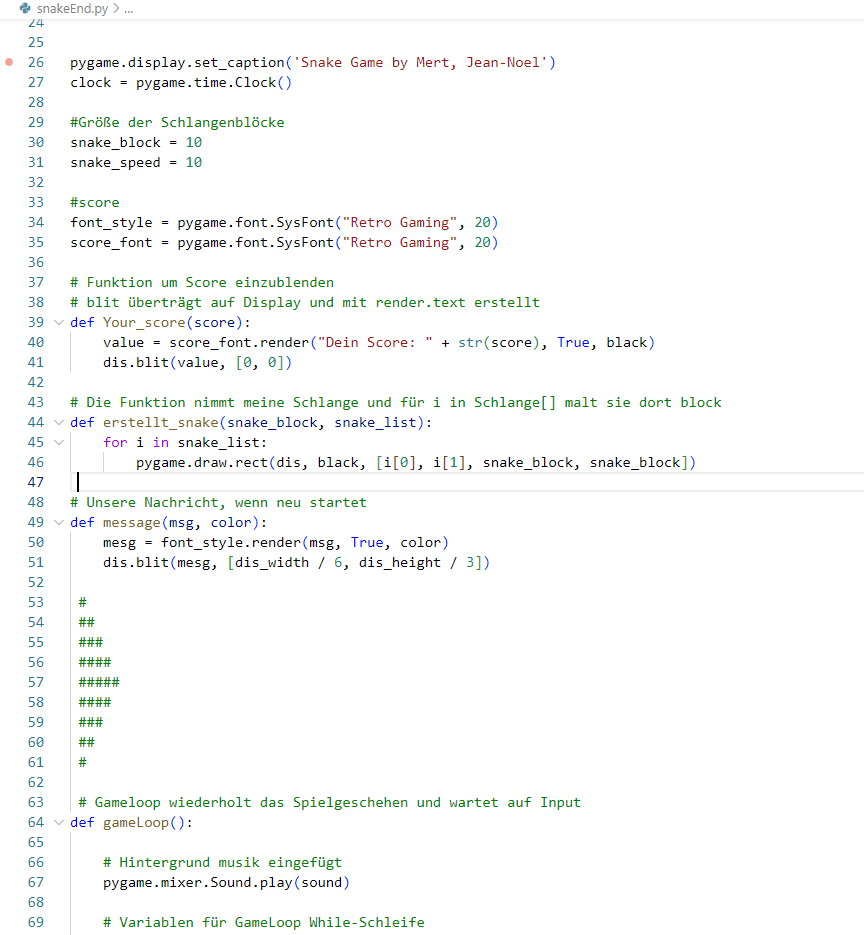 snakeEnd.py > ...
24
25
26 pygame.display.set_caption('Snake Game by Mert, Jean-Noel')
27 clock = pygame.time.Clock()
28
29 #Größe der Schlangenblöcke
30 snake_block = 10
31 snake_speed = 10
32
33 #score
34 font_style = pygame.font.SysFont("Retro Gaming", 20)
35 score_font = pygame.font.SysFont("Retro Gaming", 20)
36
37 # Funktion um Score einzublenden
38 # blit überträgt auf Display und mit render.text erstellt
39 def Your_score(score):
40     value = score_font.render("Dein Score: " + str(score), True, black)
41     dis.blit(value, [0, 0])
42
43 # Die Funktion nimmt meine Schlange und für i in Schlange[] malt sie dort block
44 def erstellt_snake(snake_block, snake_list):
45     for i in snake_list:
46         pygame.draw.rect(dis, black, [i[0], i[1], snake_block, snake_block])
47
48 # Unsere Nachricht, wenn neu startet
49 def message(msg, color):
50     mesg = font_style.render(msg, True, color)
51     dis.blit(mesg, [dis_width / 6, dis_height / 3])
52
53  #
54  ##
55  ###
56  ####
57  #####
58  ####
59  ###
60  ##
61  #
62
63  # Gameloop wiederholt das Spielgeschehen und wartet auf Input
64 def gameLoop():
65
66     # Hintergrund musik eingefügt
67     pygame.mixer.Sound.play(sound)
68
69     # Variablen für GameLoop While-Schleife